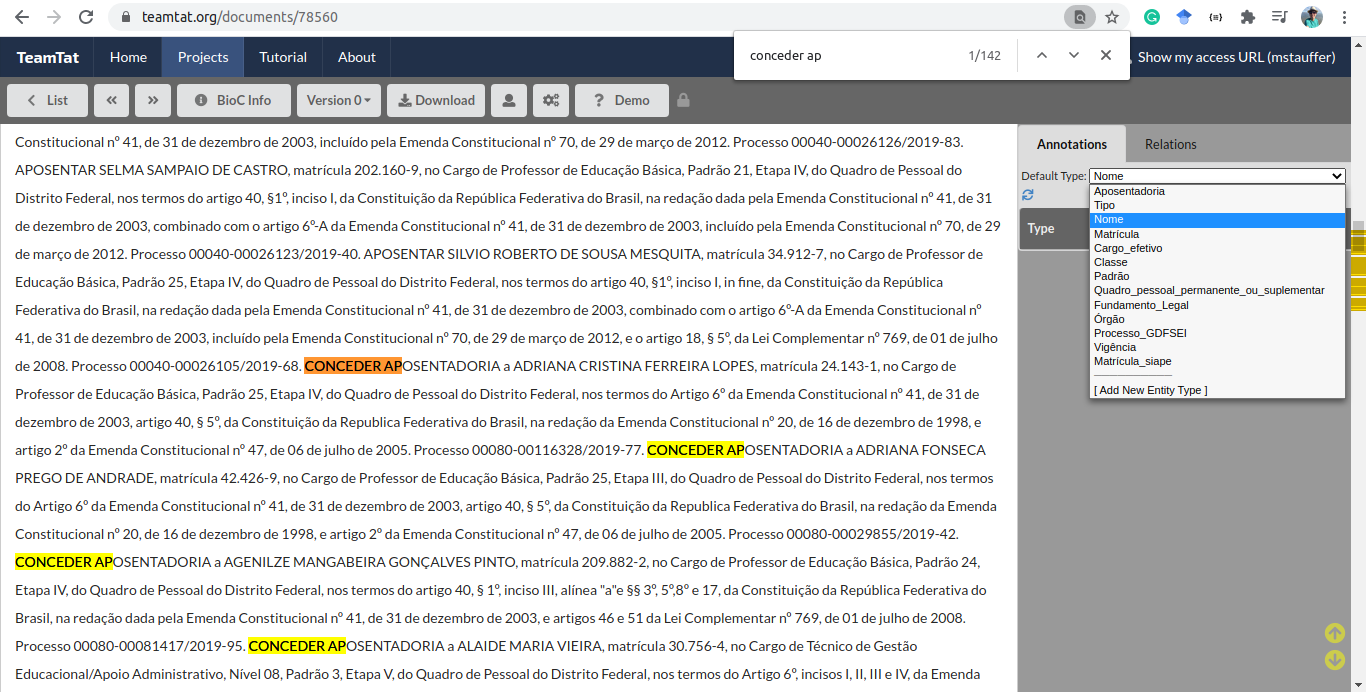 teamtat.org/documents/78560
conceder ap 1/142
TeamTat Home Projects Tutorial About Show my access URL (mstauffer)
List BioC Info Version 0 Download ? Demo
Constitucional nº 41, de 31 de dezembro de 2003, incluído pela Emenda Constitucional nº 70, de 29 de março de 2012. Processo 00040-00026126/2019-83.
APOSENTAR SELMA SAMPAIO DE CASTRO, matrícula 202.160-9, no Cargo de Professor de Educação Básica, Padrão 21, Etapa IV, do Quadro de Pessoal do
Distrito Federal, nos termos do artigo 40, §1º, inciso I, da Constituição da República Federativa do Brasil, na redação dada pela Emenda Constitucional nº 41, de 31
de dezembro de 2003, combinado com o artigo 6º-A da Emenda Constitucional nº 41, de 31 de dezembro de 2003, incluído pela Emenda Constitucional nº 70, de 29
de março de 2012. Processo 00040-00026123/2019-40. APOSENTAR SILVIO ROBERTO DE SOUSA MESQUITA, matrícula 34.912-7, no Cargo de Professor de
Educação Básica, Padrão 25, Etapa IV, do Quadro de Pessoal do Distrito Federal, nos termos do artigo 40, §1º, inciso I, in fine, da Constituição da República
Federativa do Brasil, na redação dada pela Emenda Constitucional nº 41, de 31 de dezembro de 2003, combinado com o artigo 6º-A da Emenda Constitucional nº
41, de 31 de dezembro de 2003, incluído pela Emenda Constitucional nº 70, de 29 de março de 2012, e o artigo 18, § 5º, da Lei Complementar nº 769, de 01 de julho
de 2008. Processo 00040-00026105/2019-68. CONCEDER APOSENTADORIA a ADRIANA CRISTINA FERREIRA LOPES, matrícula 24.143-1, no Cargo de
Professor de Educação Básica, Padrão 25, Etapa IV, do Quadro de Pessoal do Distrito Federal, nos termos do Artigo 6º da Emenda Constitucional nº 41, de 31 de
dezembro de 2003, artigo 40, § 5º, da Constituição da Republica Federativa do Brasil, na redação da Emenda Constitucional nº 20, de 16 de dezembro de 1998, e
artigo 2º da Emenda Constitucional nº 47, de 06 de julho de 2005. Processo 00080-00116328/2019-77. CONCEDER APOSENTADORIA a ADRIANA FONSECA
PREGO DE ANDRADE, matrícula 42.426-9, no Cargo de Professor de Educação Básica, Padrão 25, Etapa III, do Quadro de Pessoal do Distrito Federal, nos termos
do Artigo 6º da Emenda Constitucional nº 41, de 31 de dezembro de 2003, artigo 40, § 5º, da Constituição da Republica Federativa do Brasil, na redação da Emenda
Constitucional nº 20, de 16 de dezembro de 1998, e artigo 2º da Emenda Constitucional nº 47, de 06 de julho de 2005. Processo 00080-00029855/2019-42.
CONCEDER APOSENTADORIA a AGENILZE MANGABEIRA GONÇALVES PINTO, matrícula 209.882-2, no Cargo de Professor de Educação Básica, Padrão 24,
Etapa IV, do Quadro de Pessoal do Distrito Federal, nos termos do artigo 40, § 1º, inciso III, alínea "a"e §§ 3º, 5º,8º e 17, da Constituição da República Federativa do
Brasil, na redação dada pela Emenda Constitucional nº 41, de 31 de dezembro de 2003, e artigos 46 e 51 da Lei Complementar nº 769, de 01 de julho de 2008.
Processo 00080-00081417/2019-95. CONCEDER APOSENTADORIA a ALAIDE MARIA VIEIRA, matrícula 30.756-4, no Cargo de Técnico de Gestão
Educacional/Apoio Administrativo, Nível 08, Padrão 3, Etapa V, do Quadro de Pessoal do Distrito Federal, nos termos do Artigo 6º, incisos I, II, III e IV, da Emenda
Annotations Relations
Default Type: Nome
Type
Aposentadoria
Tipo
Nome
Matrícula
Cargo_efetivo
Classe
Padrão
Quadro_pessoal_permanente_ou_suplementar
Fundamento_Legal
Órgão
Processo_GDFSEI
Vigência
Matrícula_siape
[ Add New Entity Type ]